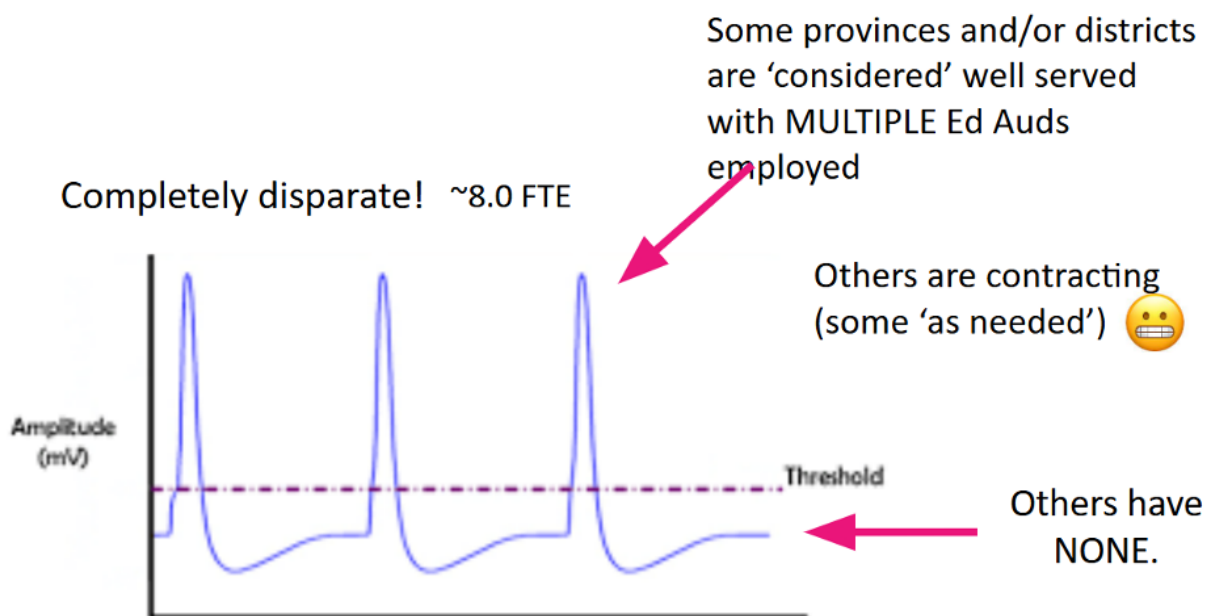 Some provinces and/or districts
are ‘considered’ well served
with MULTIPLE Ed Auds
employed
Completely disparate! ~8.0 FTE
Others are contracting
(some ‘as needed’)
Amplitude
(mV)
Threshold
Others have
NONE.